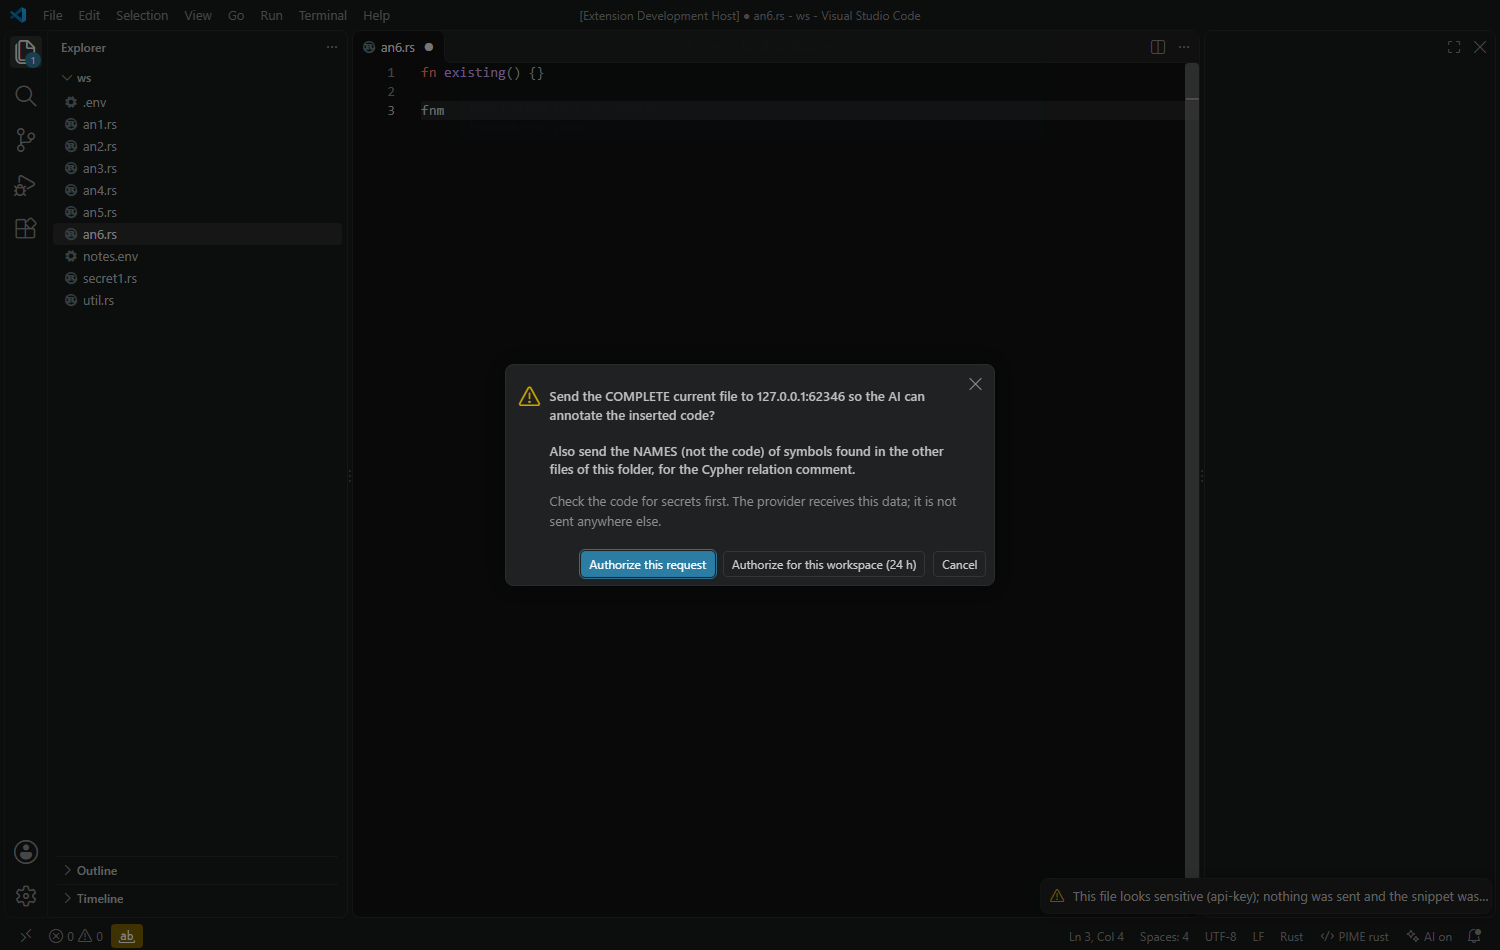 File Edit Selection View Go Run Terminal Help
[Extension Development Host] ● an6.rs - ws - Visual Studio Code
Explorer
ws
.env
an1.rs
an2.rs
an3.rs
an4.rs
an5.rs
an6.rs
notes.env
secret1.rs
util.rs
Outline
Timeline
1
an6.rs
1 fn existing() {}
2
3 fnm
Send the COMPLETE current file to 127.0.0.1:62346 so the AI can
annotate the inserted code?
Also send the NAMES (not the code) of symbols found in the other
files of this folder, for the Cypher relation comment.
Check the code for secrets first. The provider receives this data; it is not
sent anywhere else.
Authorize this request Authorize for this workspace (24 h) Cancel
This file looks sensitive (api-key); nothing was sent and the snippet was...
0 0 ab Ln 3, Col 4 Spaces: 4 UTF-8 LF Rust PIME rust AI on